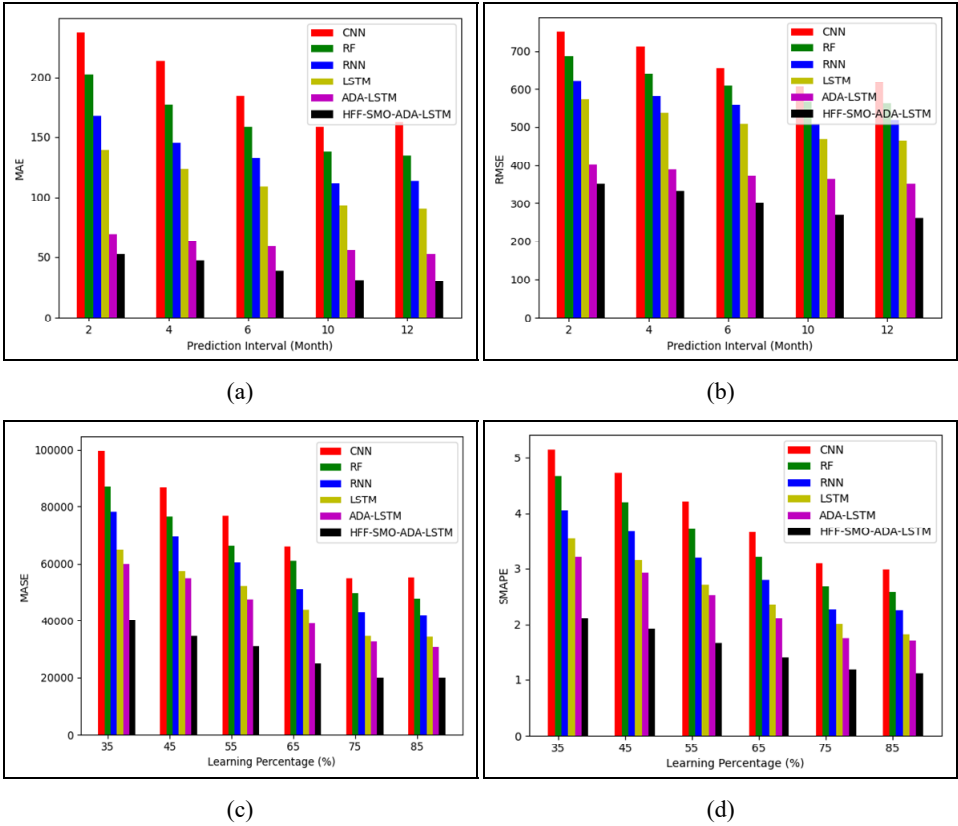 CNN
RF
RNN
LSTM
ADA-LSTM
HFF-SMO-ADA-LSTM
MAE
200
150
100
50
0
2 4 6 10 12
Prediction Interval (Month)
(a)
CNN
RF
RNN
LSTM
ADA-LSTM
HFF-SMO-ADA-LSTM
RMSE
700
600
500
400
300
200
100
0
2 4 6 10 12
Prediction Interval (Month)
(b)
CNN
RF
RNN
LSTM
ADA-LSTM
HFF-SMO-ADA-LSTM
MASE
100000
80000
60000
40000
20000
0
35 45 55 65 75 85
Learning Percentage (%)
(c)
CNN
RF
RNN
LSTM
ADA-LSTM
HFF-SMO-ADA-LSTM
SMAPE
5
4
3
2
1
0
35 45 55 65 75 85
Learning Percentage (%)
(d)